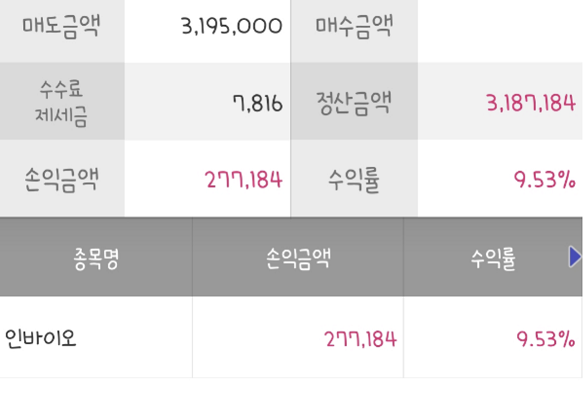 매도금액 3,195,000 매수금액
수수료
제세금 7,816 정산금액 3,187,184
손익금액 277,184 수익률 9.53%
종목명 손익금액 수익률
인바이오 277,184 9.53%